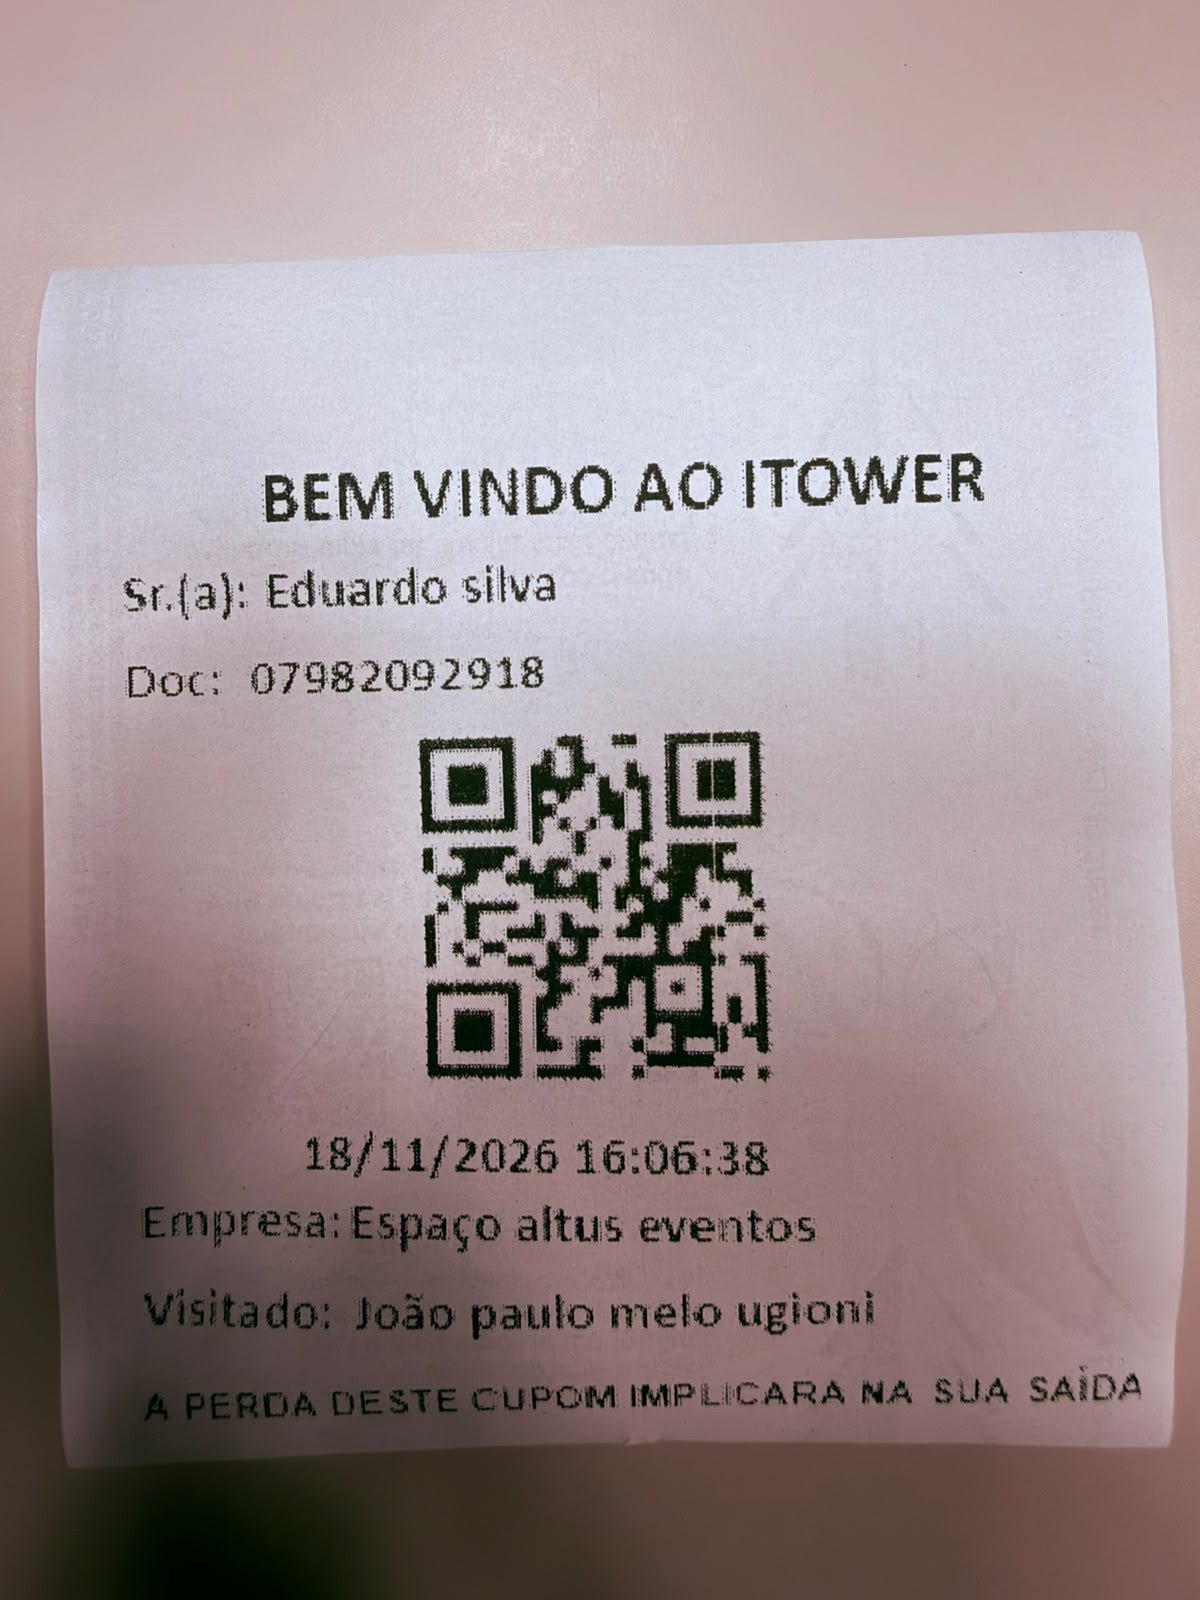 BEM VINDO AO ITOWER
Sr.(a): Eduardo silva
Doc: 07982092918
18/11/2026 16:06:38
Empresa: Espaço altus eventos
Visitado: João paulo melo ugioni
A PERDA DESTE CUPOM IMPLICARA NA SUA SAÍDA